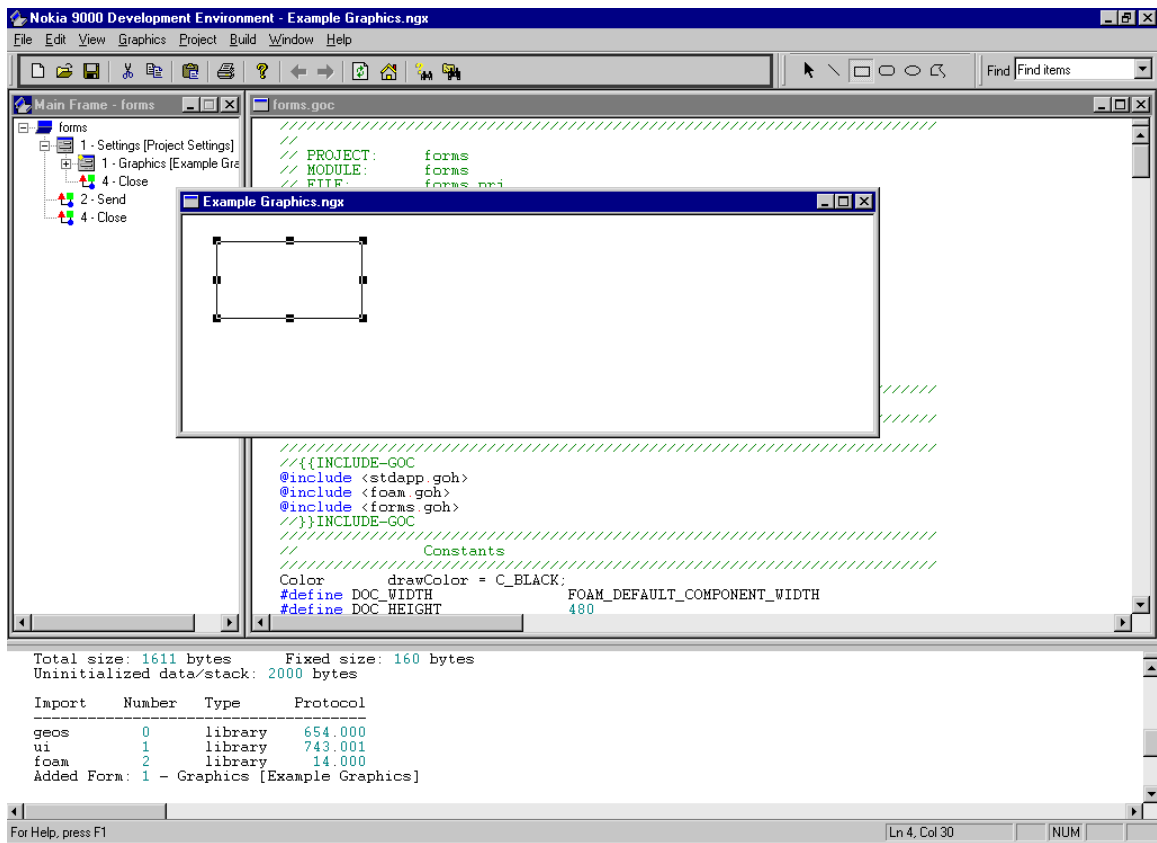 Nokia 9000 Development Environment - Example Graphics.ngx
File Edit View Graphics Project Build Window Help
Find Find items
Main Frame - forms
forms
1 - Settings [Project Settings]
1 - Graphics [Example Gra
4 - Close
2 - Send
4 - Close
forms.goc
//////////////////////////////////////////////////////////////////////////
//
// PROJECT: forms
// MODULE: forms
// FILE: forms.prj
Example Graphics.ngx
//////
//////
//////////////////////////////////////////////////////////////////////////
//{{INCLUDE-GOC
@include <stdapp.goh>
@include <foam.goh>
@include <forms.goh>
//}}INCLUDE-GOC
//////////////////////////////////////////////////////////////////////////
// Constants
//////////////////////////////////////////////////////////////////////////
Color drawColor = C_BLACK;
#define DOC_WIDTH FOAM_DEFAULT_COMPONENT_WIDTH
#define DOC_HEIGHT 480
Total size: 1611 bytes Fixed size: 160 bytes
Uninitialized data/stack: 2000 bytes
Import Number Type Protocol
-------------------------------------
geos 0 library 654.000
ui 1 library 743.001
foam 2 library 14.000
Added Form: 1 - Graphics [Example Graphics]
For Help, press F1
Ln 4, Col 30
NUM